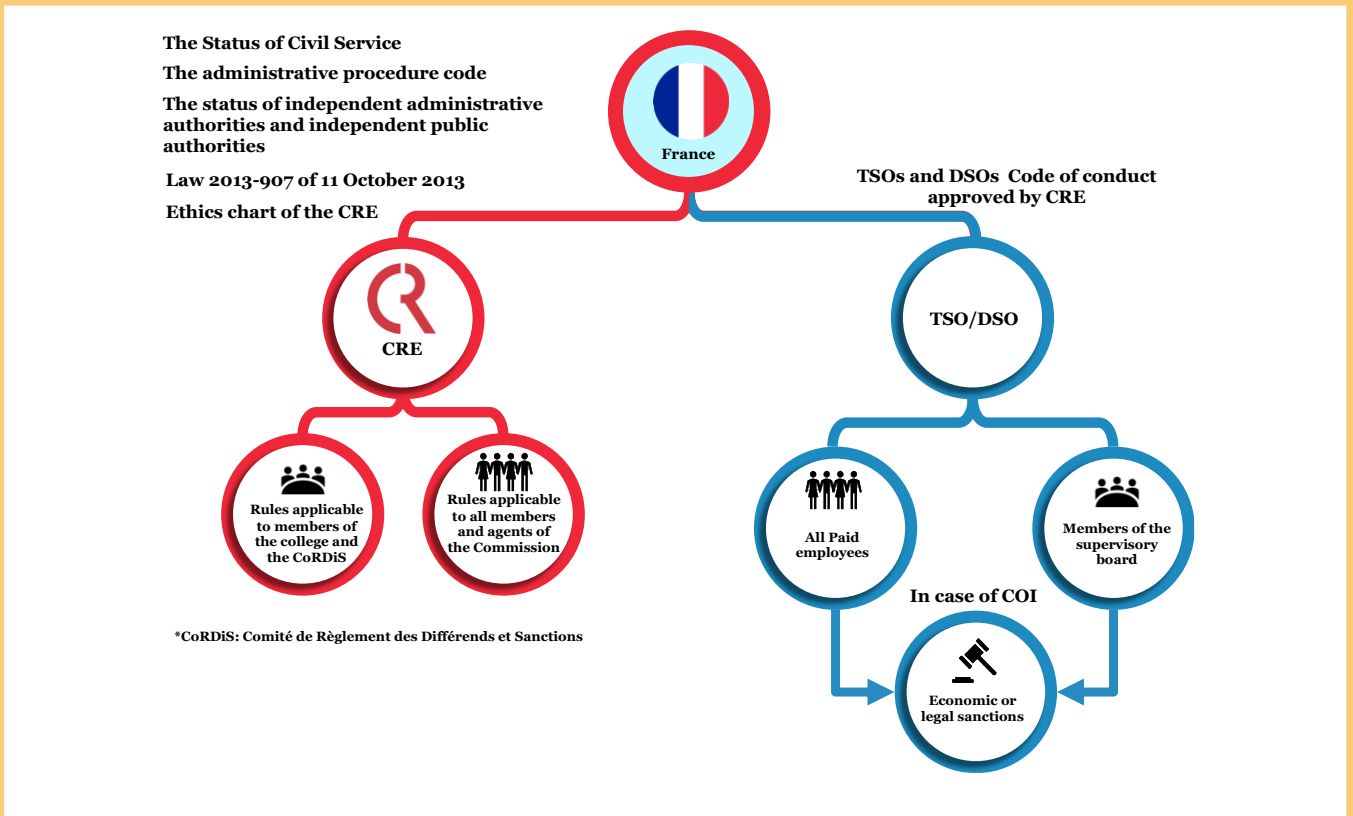 The Status of Civil Service
The administrative procedure code
The status of independent administrative
authorities and independent public
authorities
Law 2013-907 of 11 October 2013
Ethics chart of the CRE
France
TSOs and DSOs Code of conduct
approved by CRE
CRE
TSO/DSO
Rules applicable
to members of
the college and
the CoRDiS
Rules applicable
to all members
and agents of
the Commission
All Paid
employees
Members of the
supervisory
board
In case of COI
*CoRDiS: Comité de Règlement des Différends et Sanctions
Economic or
legal sanctions